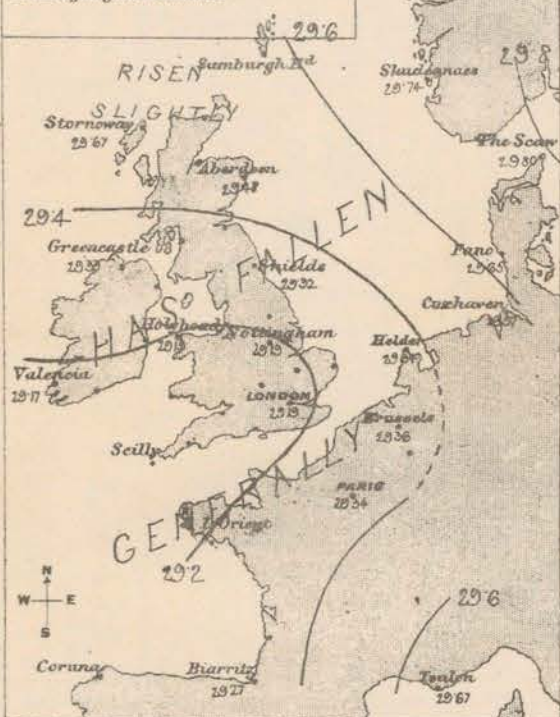 29.6
RISEN
Sumburgh Hd
Skudesnaes
29.74
29.8
SLIGHTLY
Stornoway
29.67
The Scaw
29.80
Aberdeen
29.48
29.4
FALLEN
Greencastle
Fano
29.65
Shields
29.32
Cuxhaven
HAS
Holyhead
Nottingham
29.19
Helder
Valencia
29.17
LONDON
29.19
Brussels
29.36
Scilly
GENERALLY
PARIS
29.34
L'Orient
29.2
N
W E
S
29.6
Coruna
Biarritz
29.27
Toulon
29.67